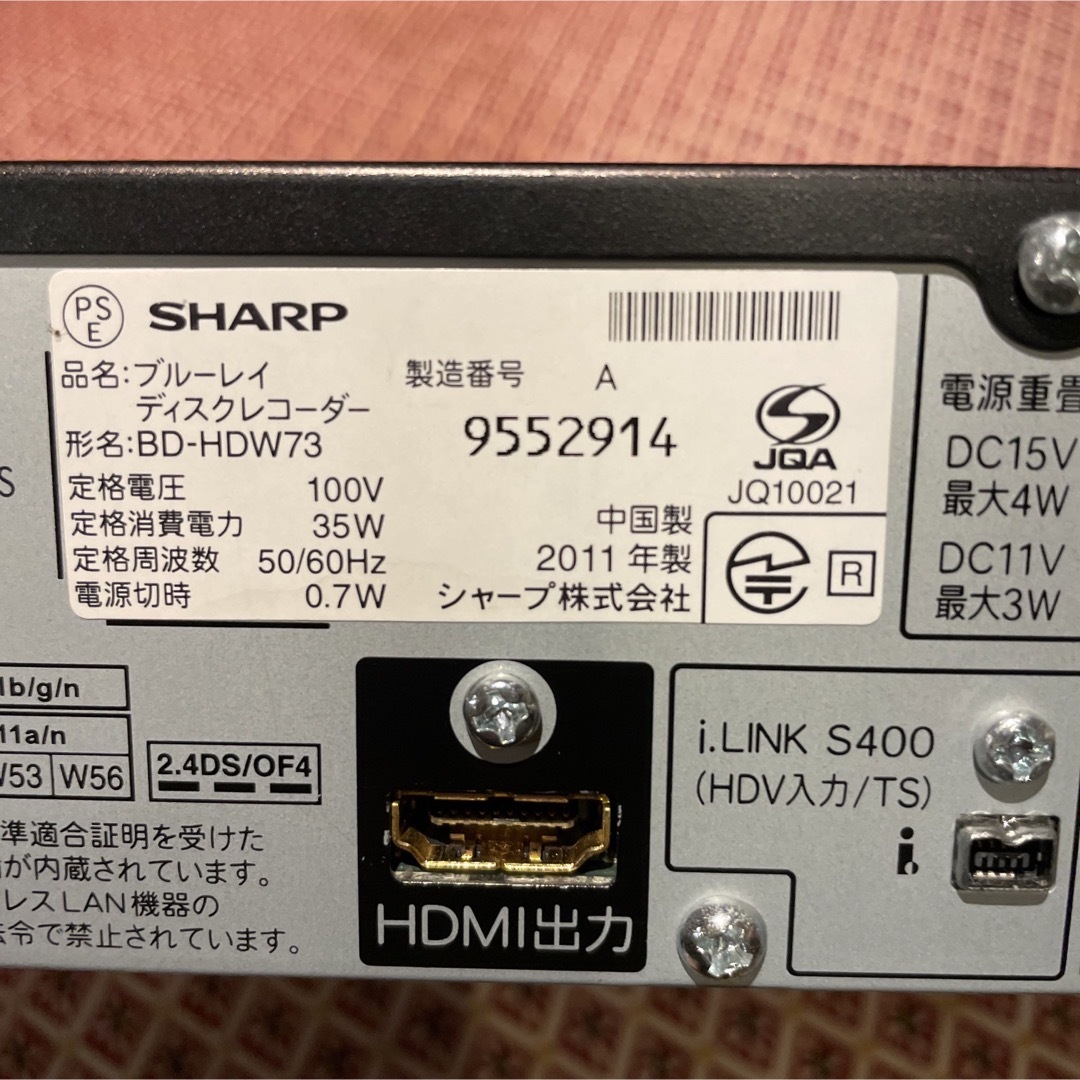 PS
E
SHARP
品名:ブルーレイ
ディスクレコーダー
形名:BD-HDW73
定格電圧 100V
定格消費電力 35W
定格周波数 50/60Hz
電源切時 0.7W
製造番号 A
9552914
中国製
2011 年製
シャープ株式会社
JQA
JQ10021
R
電源重畳
DC15V
最大4W
DC11V
最大3W
S
b/g/n
11a/n
W53 W56
2.4DS/OF4
準適合証明を受けた
が内蔵されています。
レスLAN機器の
法令で禁止されています。
HDMI出力
i.LINK S400
(HDV入力/TS)
i